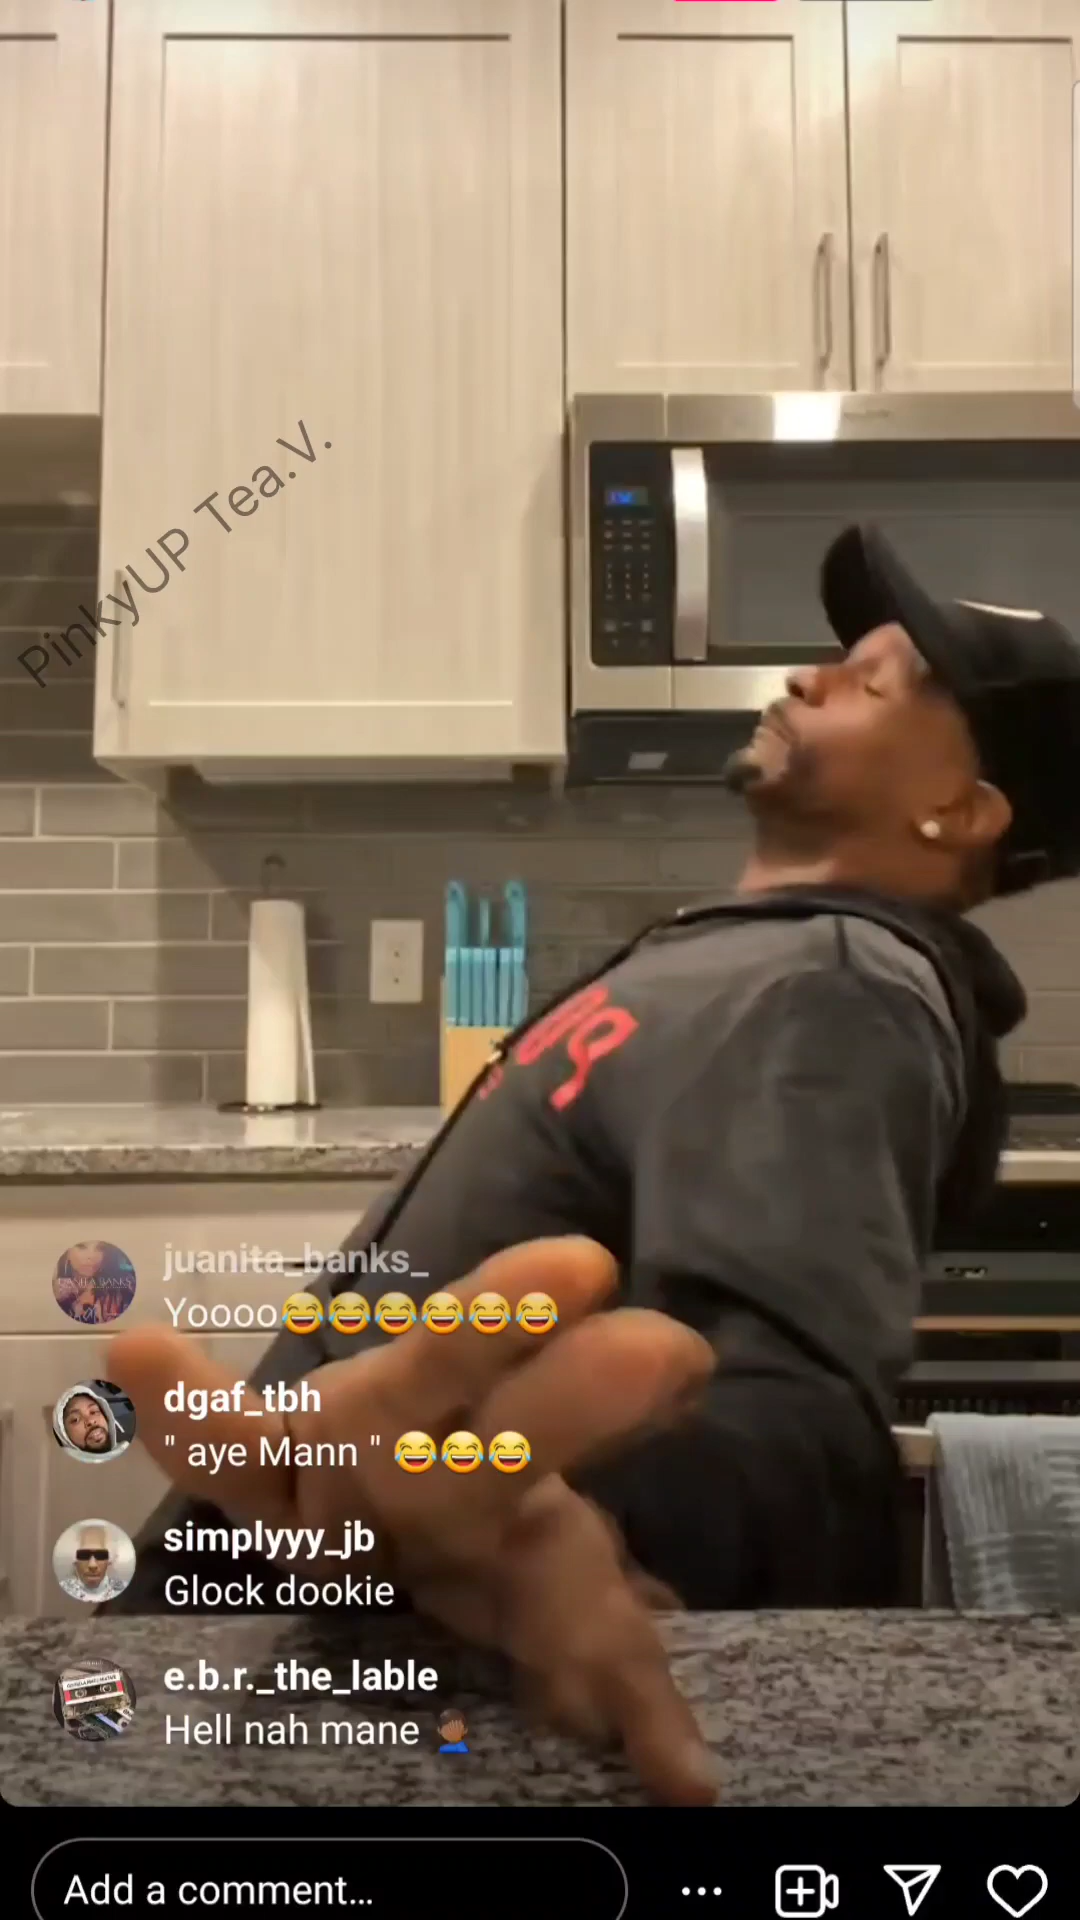 PinkyUP Tea.V.
juanita_banks_
Yoooo😂😂😂😂😂😂
dgaf_tbh
" aye Mann " 😂😂😂
simplyyy_jb
Glock dookie
e.b.r._the_lable
Hell nah mane 🤦🏾‍♂️
Add a comment...